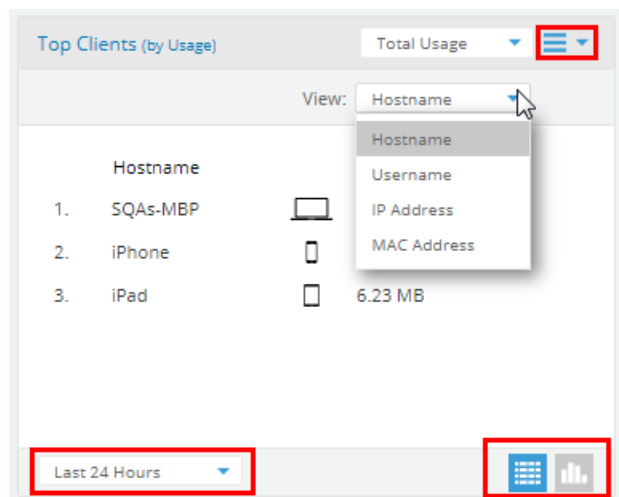 Top Clients (by Usage) Total Usage
View: Hostname
Hostname
Username
IP Address
MAC Address
Hostname
1. SQAs-MBP
2. iPhone
3. iPad 6.23 MB
Last 24 Hours